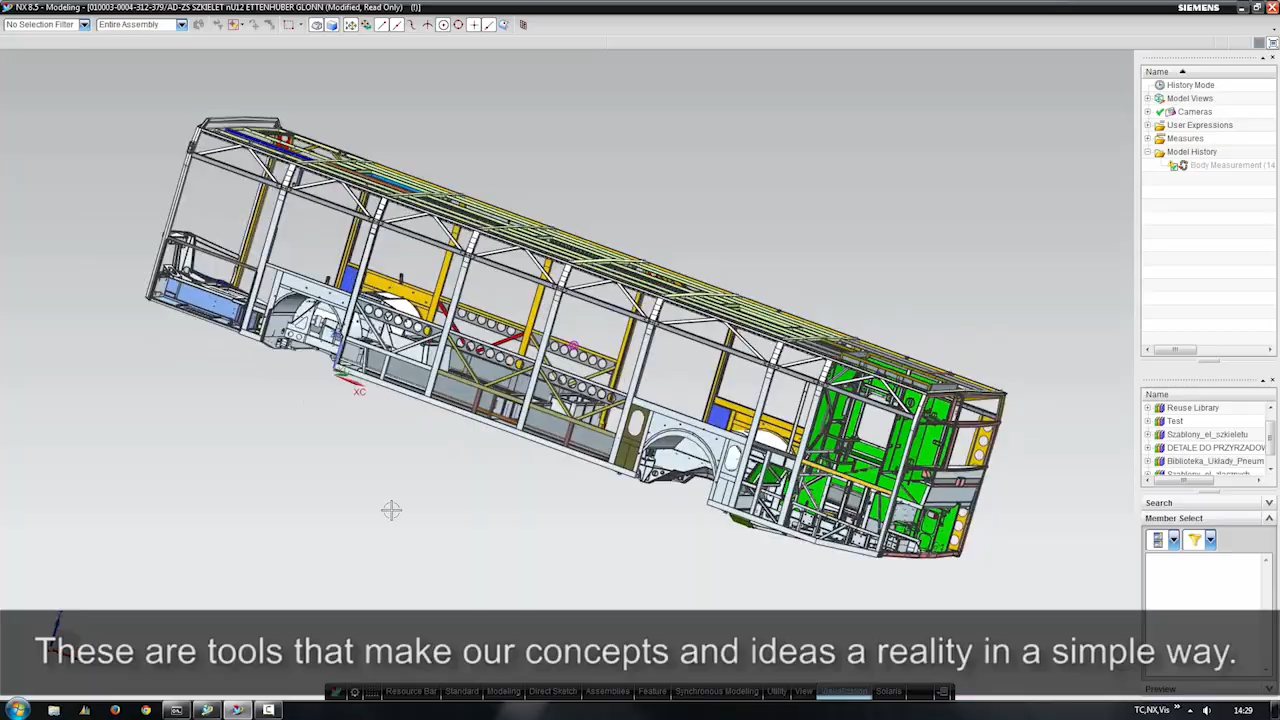 NX 8.5 - Modeling - [010003-0004-312-379/AD-ZS SZKIELET nU12 ETTENHUBER GLONN (Modified, Read Only) (!)]
SIEMENS
No Selection Filter
Entire Assembly
Name
History Mode
Model Views
Cameras
User Expressions
Measures
Model History
Body Measurement (14
XC
Name
Reuse Library
Test
Szablony_el_szkieletu
DETALE DO PRZYRZADOW
Biblioteka_Układy_Pneum
Szablony_el_złącznych
Search
Member Select
These are tools that make our concepts and ideas a reality in a simple way.
Resource Bar
Standard
Modeling
Direct Sketch
Assemblies
Feature
Synchronous Modeling
Utility
View
Visualization
Solaris
Preview
TC,NX,Vis
14:29